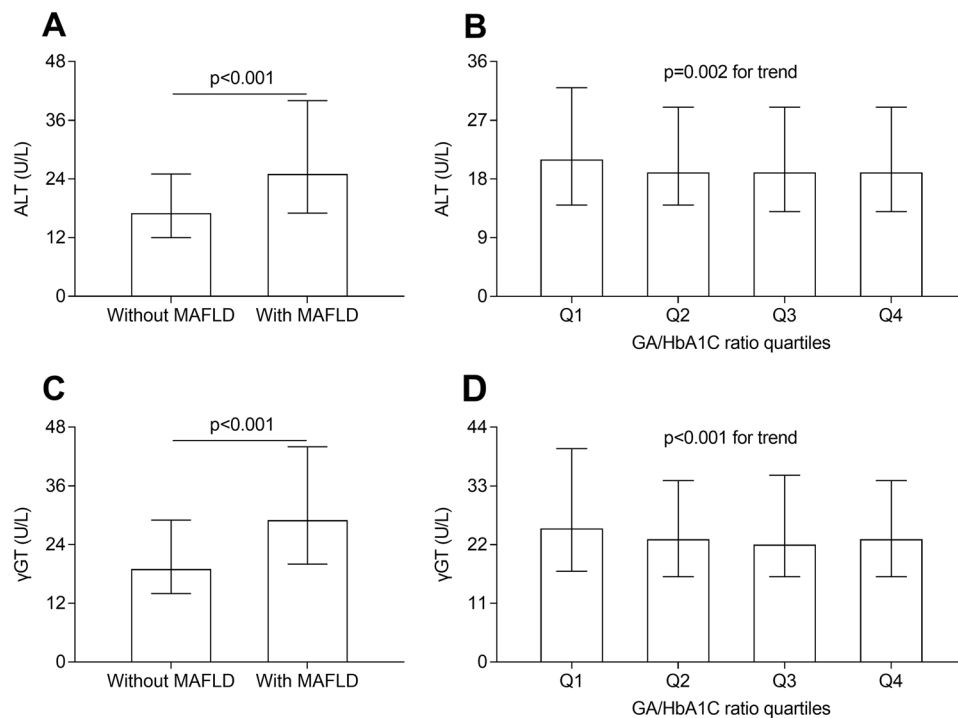 A
48
36
24
12
0
ALT (U/L)
p<0.001
Without MAFLD
With MAFLD
B
36
27
18
9
0
ALT (U/L)
p=0.002 for trend
Q1
Q2
Q3
Q4
GA/HbA1C ratio quartiles
C
48
36
24
12
0
γGT (U/L)
p<0.001
Without MAFLD
With MAFLD
D
44
33
22
11
0
γGT (U/L)
p<0.001 for trend
Q1
Q2
Q3
Q4
GA/HbA1C ratio quartiles